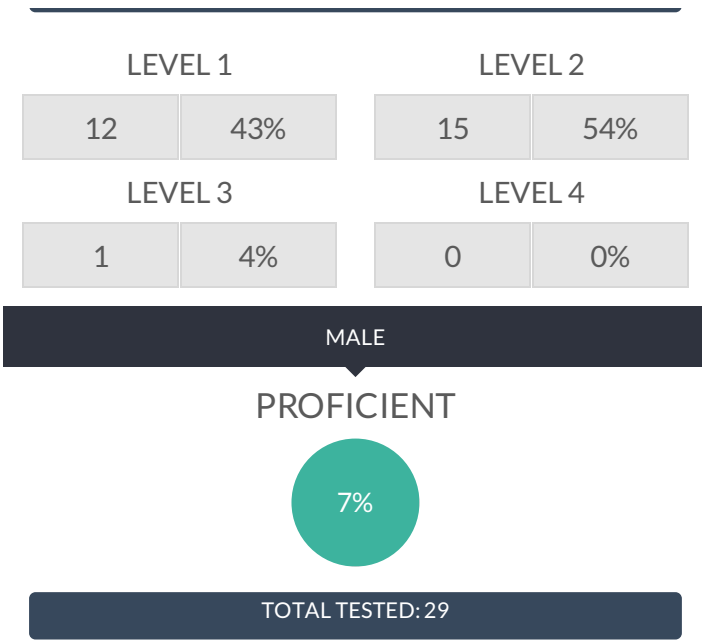 LEVEL 1 LEVEL 2
12 43% 15 54%
LEVEL 3 LEVEL 4
1 4% 0 0%
MALE
PROFICIENT
7%
TOTAL TESTED: 29